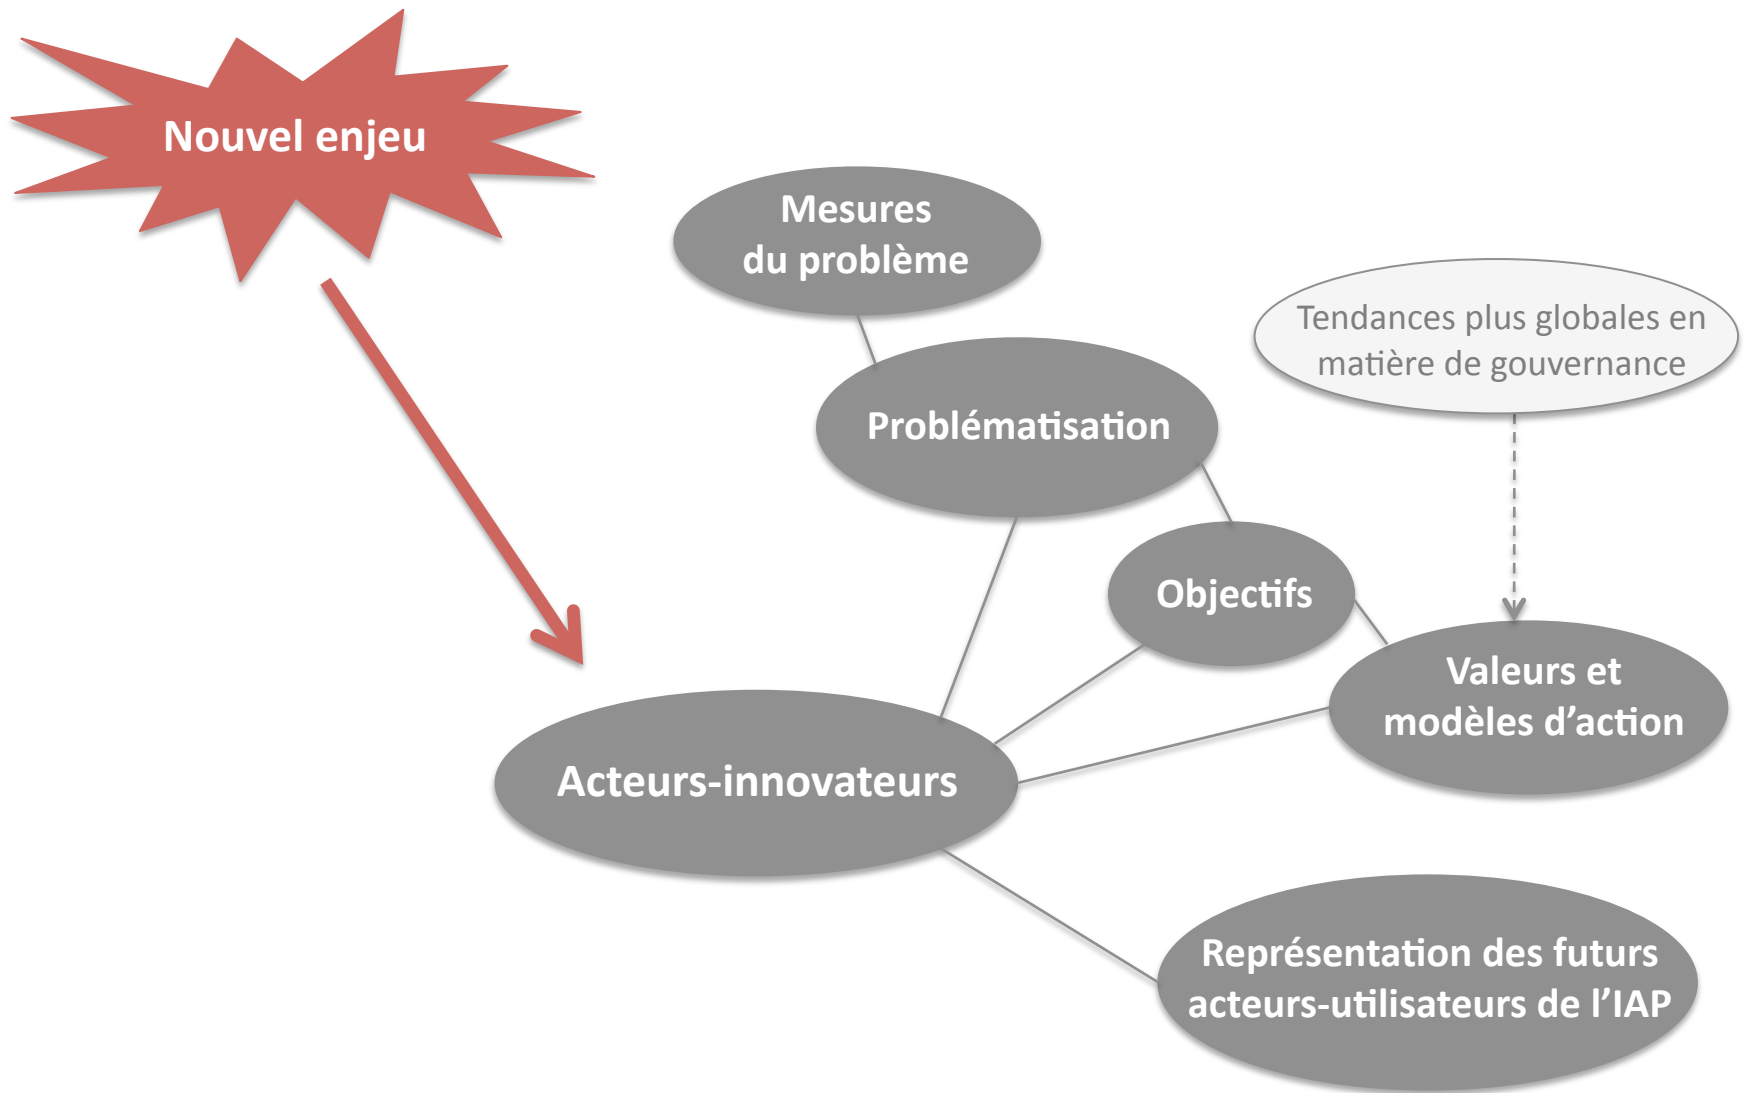 Nouvel enjeu
Mesures
du problème
Tendances plus globales en
matière de gouvernance
Problématisation
Objectifs
Valeurs et
modèles d’action
Acteurs-innovateurs
Représentation des futurs
acteurs-utilisateurs de l’IAP